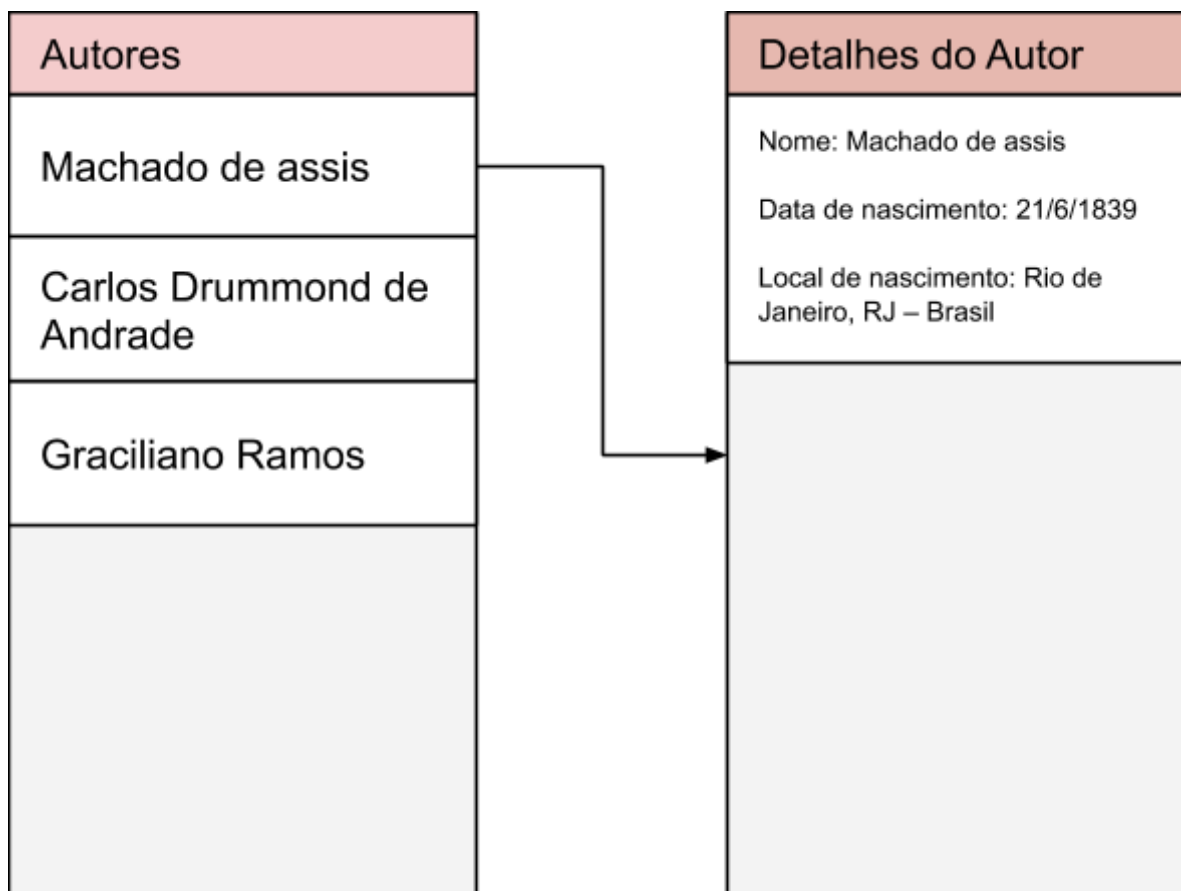 Autores
Machado de assis
Carlos Drummond de
Andrade
Graciliano Ramos
Detalhes do Autor
Nome: Machado de assis
Data de nascimento: 21/6/1839
Local de nascimento: Rio de
Janeiro, RJ – Brasil